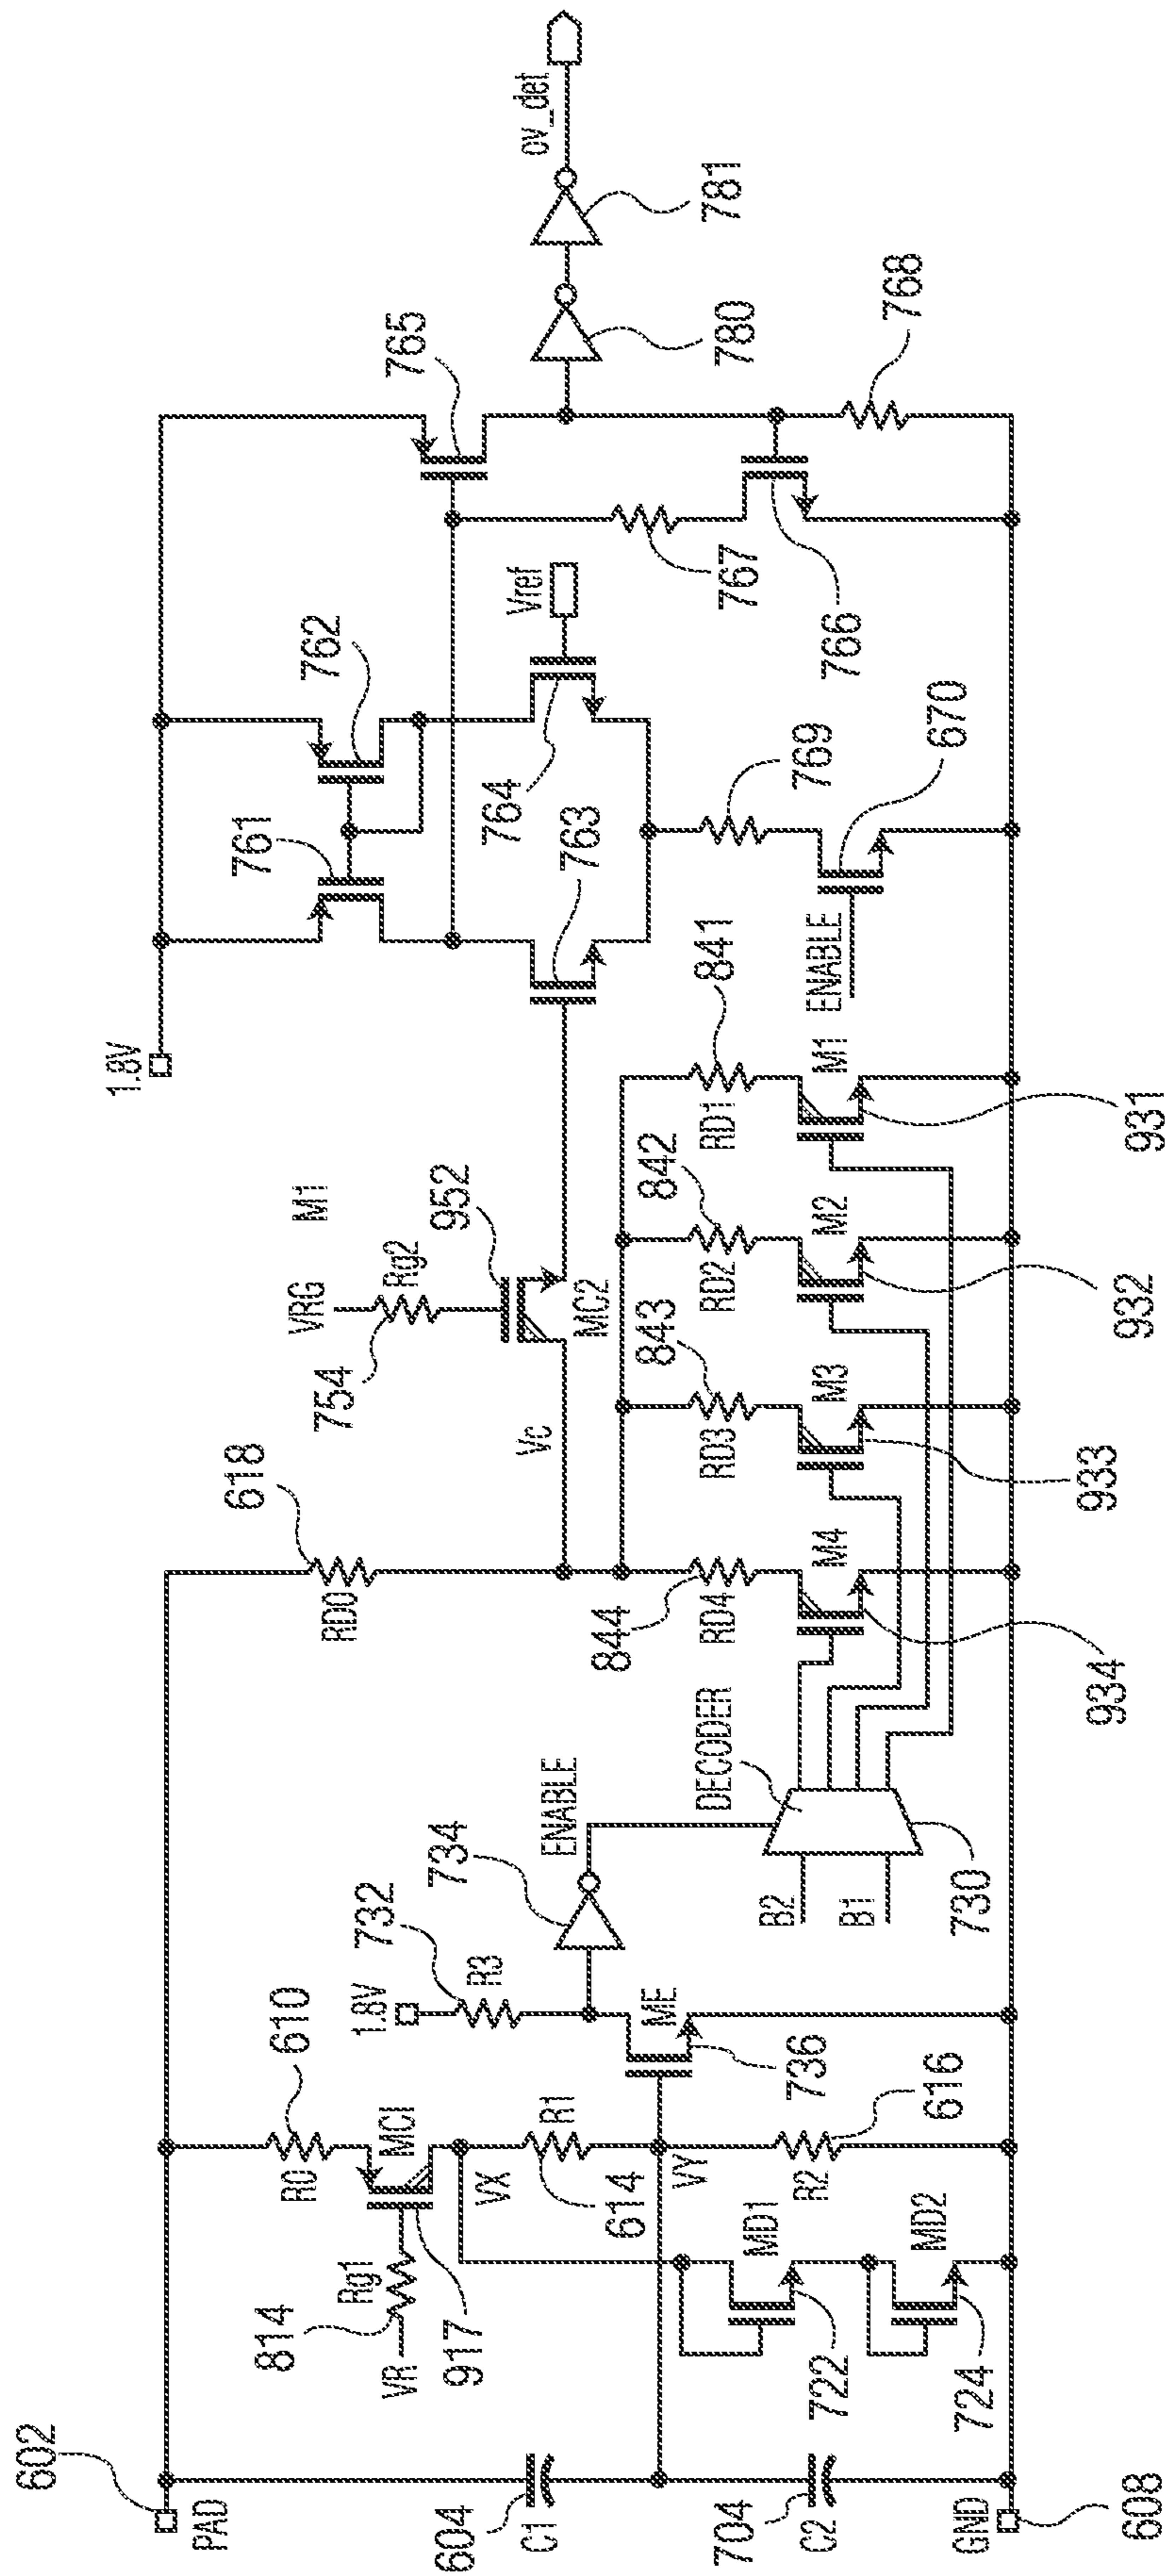 602
PAD
604
C1
704
C2
GND
608
814
Rg1
VR
917
R0
610
MC1
VX
614
R1
VY
R2
616
MD1
722
MD2
724
732
1.8V
R3
734
ENABLE
ME
736
DECODER
B2
B1
730
618
RD0
Vc
844
RD4
M4
934
843
RD3
M3
933
842
RD2
M2
932
841
RD1
M1
931
VRG
M1
754
Rg2
952
MC2
1.8V
761
762
763
764
Vref
769
ENABLE
670
765
767
766
768
780
781
ov_det